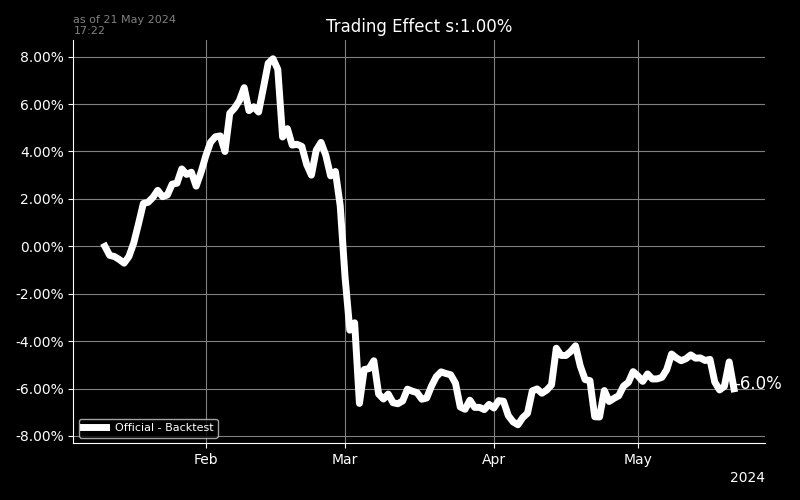 as of 21 May 2024
17:22
Trading Effect s:1.00%
8.00%
6.00%
4.00%
2.00%
0.00%
-2.00%
-4.00%
-6.00%
-8.00%
-6.0%
Official - Backtest
Feb
Mar
Apr
May
2024